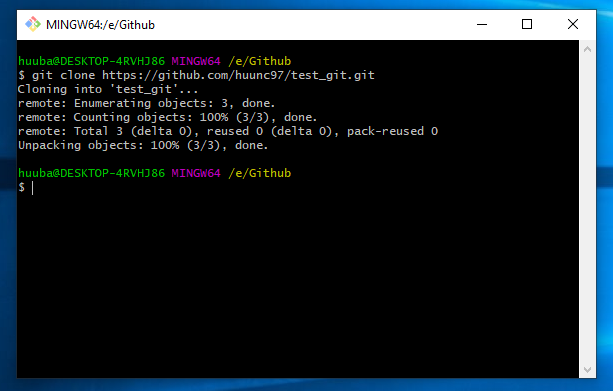 MINGW64:/e/Github
huuba@DESKTOP-4RVHJ86 MINGW64 /e/Github
$ git clone https://github.com/huunc97/test_git.git
Cloning into 'test_git'...
remote: Enumerating objects: 3, done.
remote: Counting objects: 100% (3/3), done.
remote: Total 3 (delta 0), reused 0 (delta 0), pack-reused 0
Unpacking objects: 100% (3/3), done.
huuba@DESKTOP-4RVHJ86 MINGW64 /e/Github
$